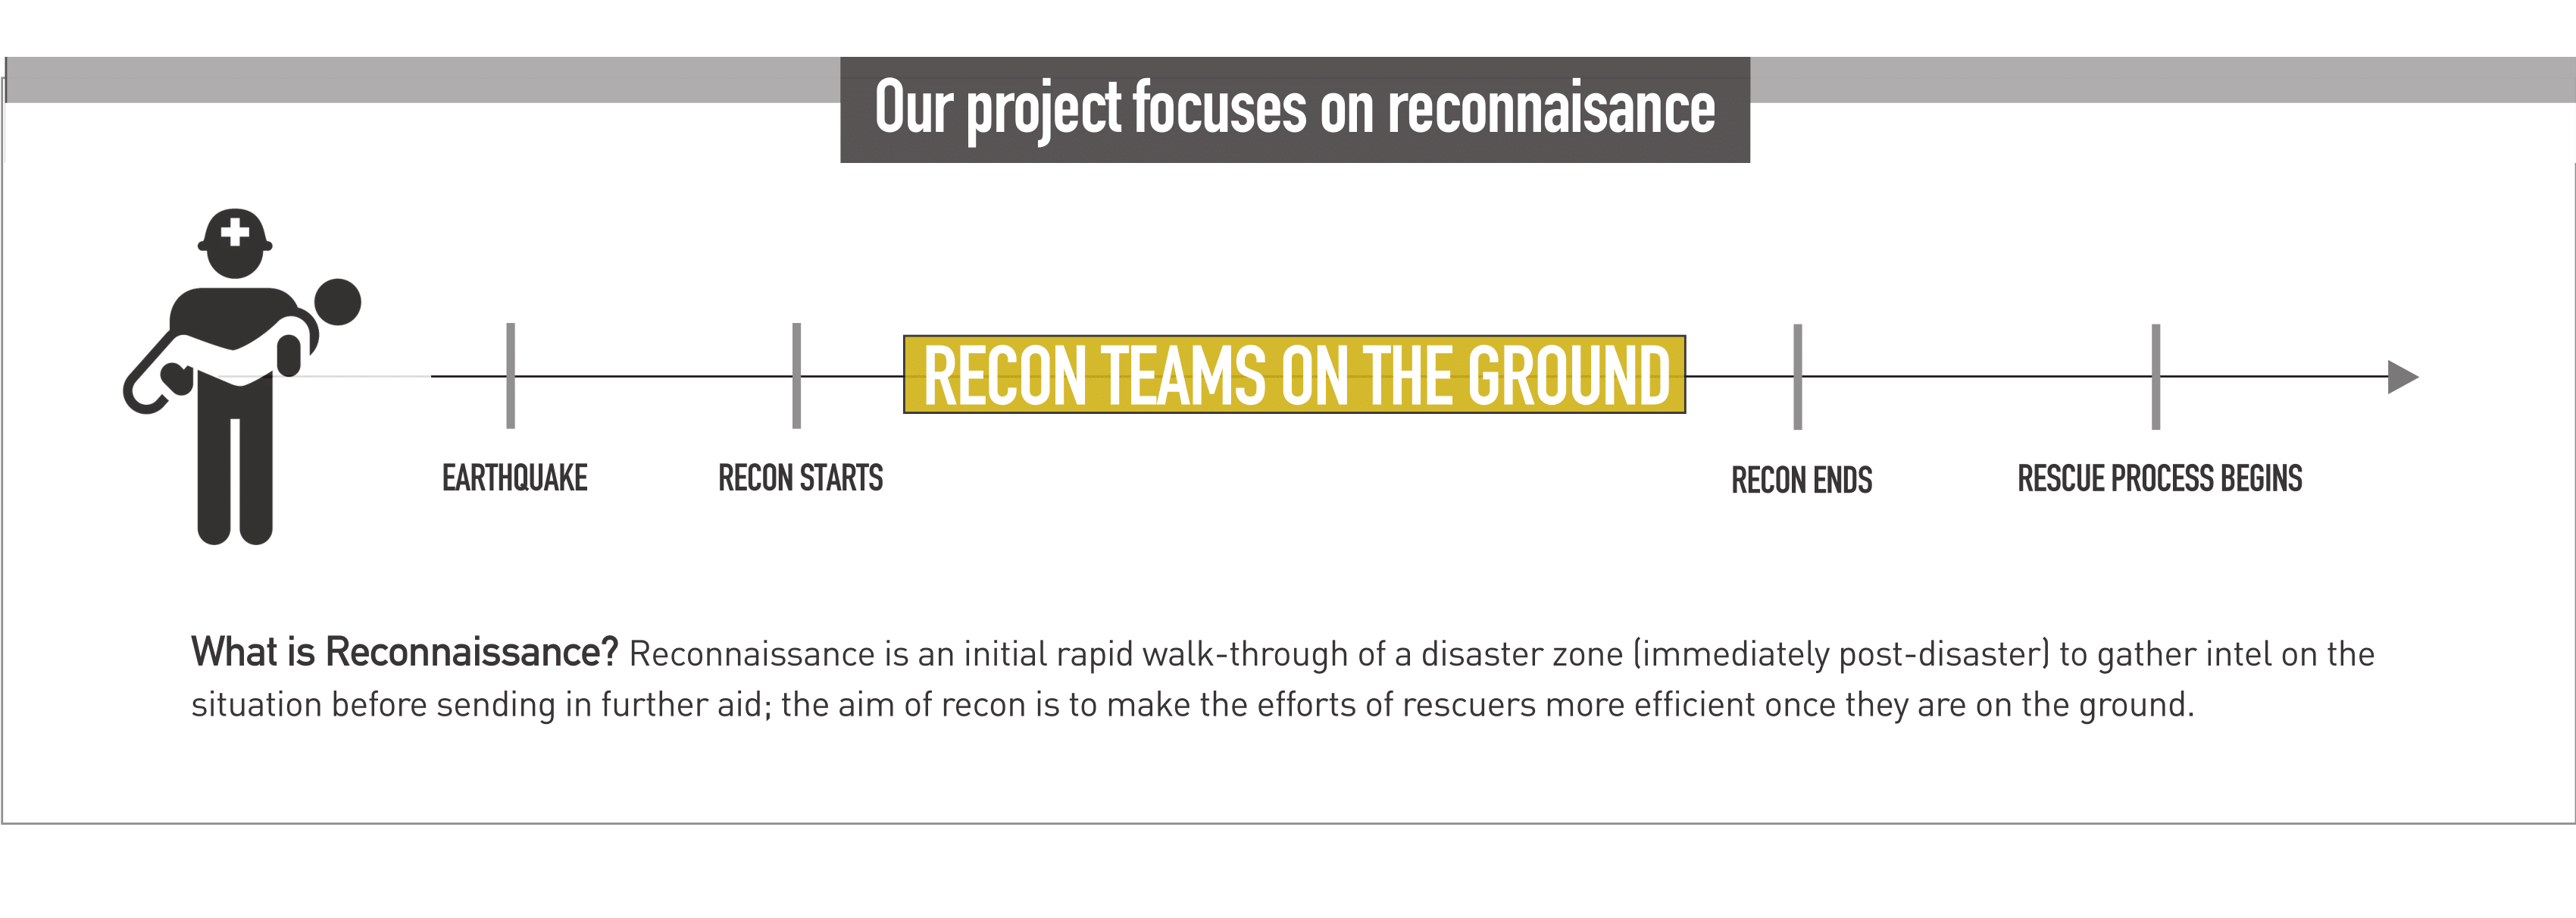 Our project focuses on reconnaisance
RECON TEAMS ON THE GROUND
EARTHQUAKE
RECON STARTS
RECON ENDS
RESCUE PROCESS BEGINS
What is Reconnaissance? Reconnaissance is an initial rapid walk-through of a disaster zone (immediately post-disaster) to gather intel on the
situation before sending in further aid; the aim of recon is to make the efforts of rescuers more efficient once they are on the ground.